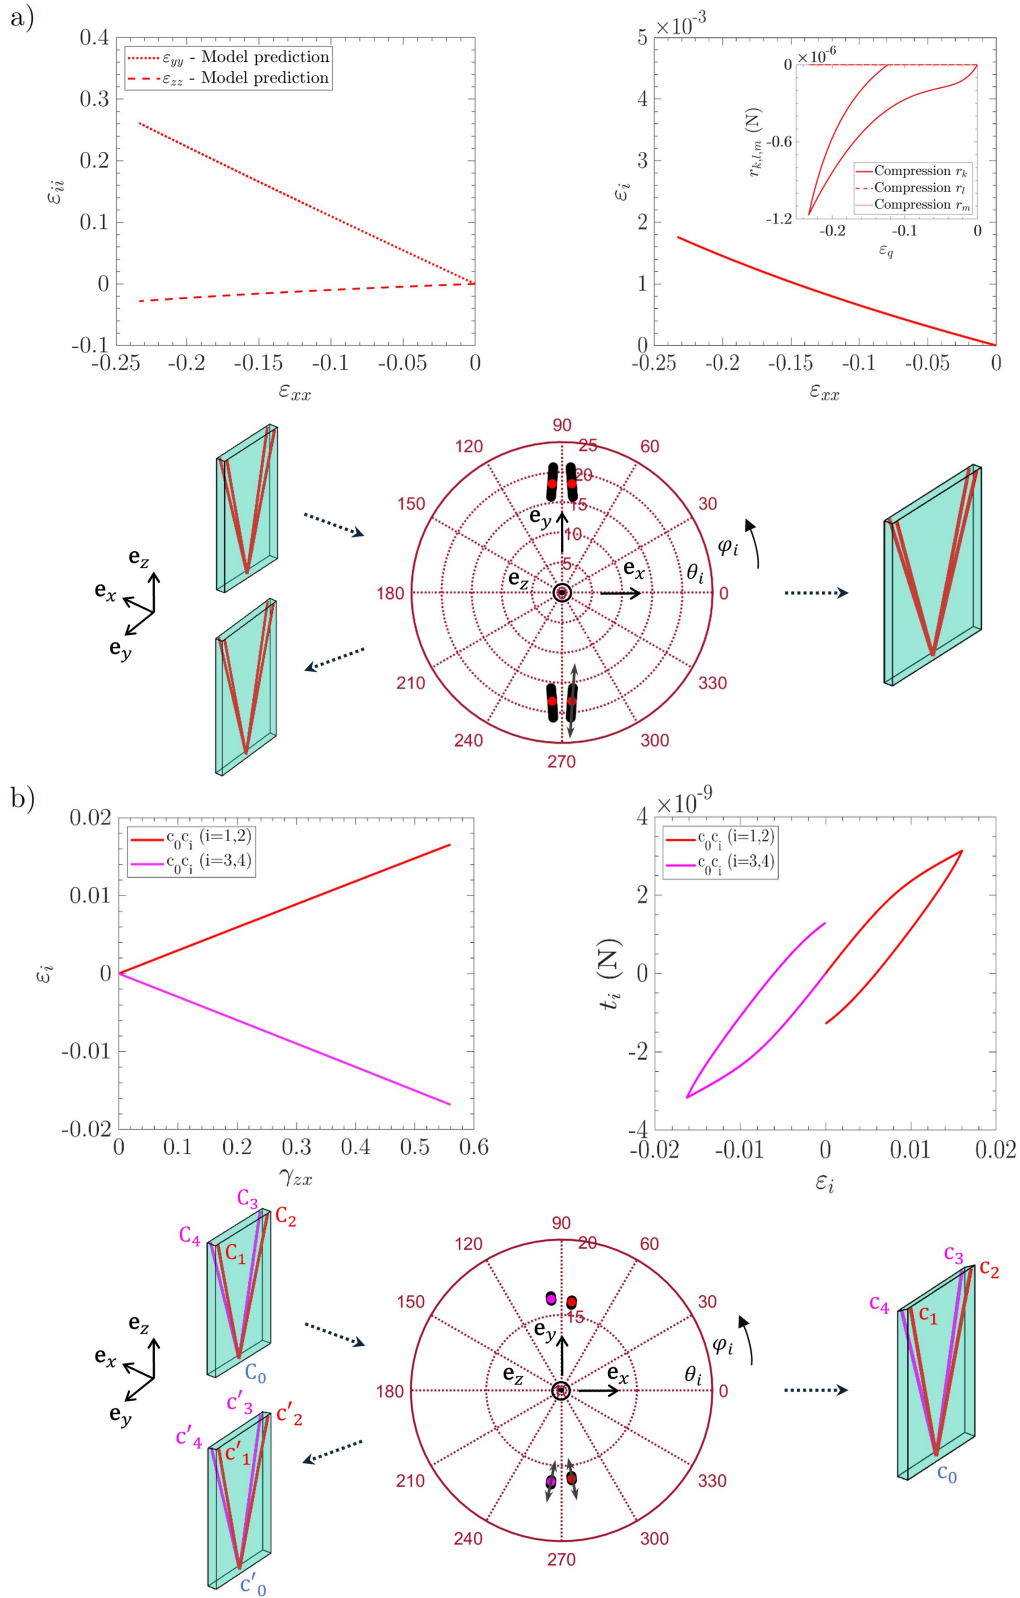 a)
0.4
0.3
0.2
0.1
0
-0.1
-0.25
-0.2
-0.15
-0.1
-0.05
0
ε_ii
ε_xx
ε_yy - Model prediction
ε_zz - Model prediction
×10^-3
5
4
3
2
1
0
-0.25
-0.2
-0.15
-0.1
-0.05
0
ε_i
ε_xx
×10^-6
0
-0.6
-1.2
-0.2
-0.1
0
r_k,l,m (N)
ε_q
Compression r_k
Compression r_l
Compression r_m
e_z
e_x
e_y
90
60
30
0
330
300
270
240
210
180
150
120
25
20
15
10
5
e_y
e_x
e_z
θ_i
φ_i
b)
0.02
0.01
0
-0.01
-0.02
0
0.1
0.2
0.3
0.4
0.5
0.6
ε_i
γ_zx
c_0c_i (i=1,2)
c_0c_i (i=3,4)
×10^-9
4
2
0
-2
-4
-0.02
-0.01
0
0.01
0.02
t_i (N)
ε_i
c_0c_i (i=1,2)
c_0c_i (i=3,4)
C_3
C_2
C_4
C_1
C_0
e_z
e_x
e_y
c'_3
c'_2
c'_4
c'_1
c'_0
90
60
30
0
330
300
270
240
210
180
150
120
20
15
e_y
e_x
e_z
θ_i
φ_i
c_3
c_2
c_4
c_1
c_0